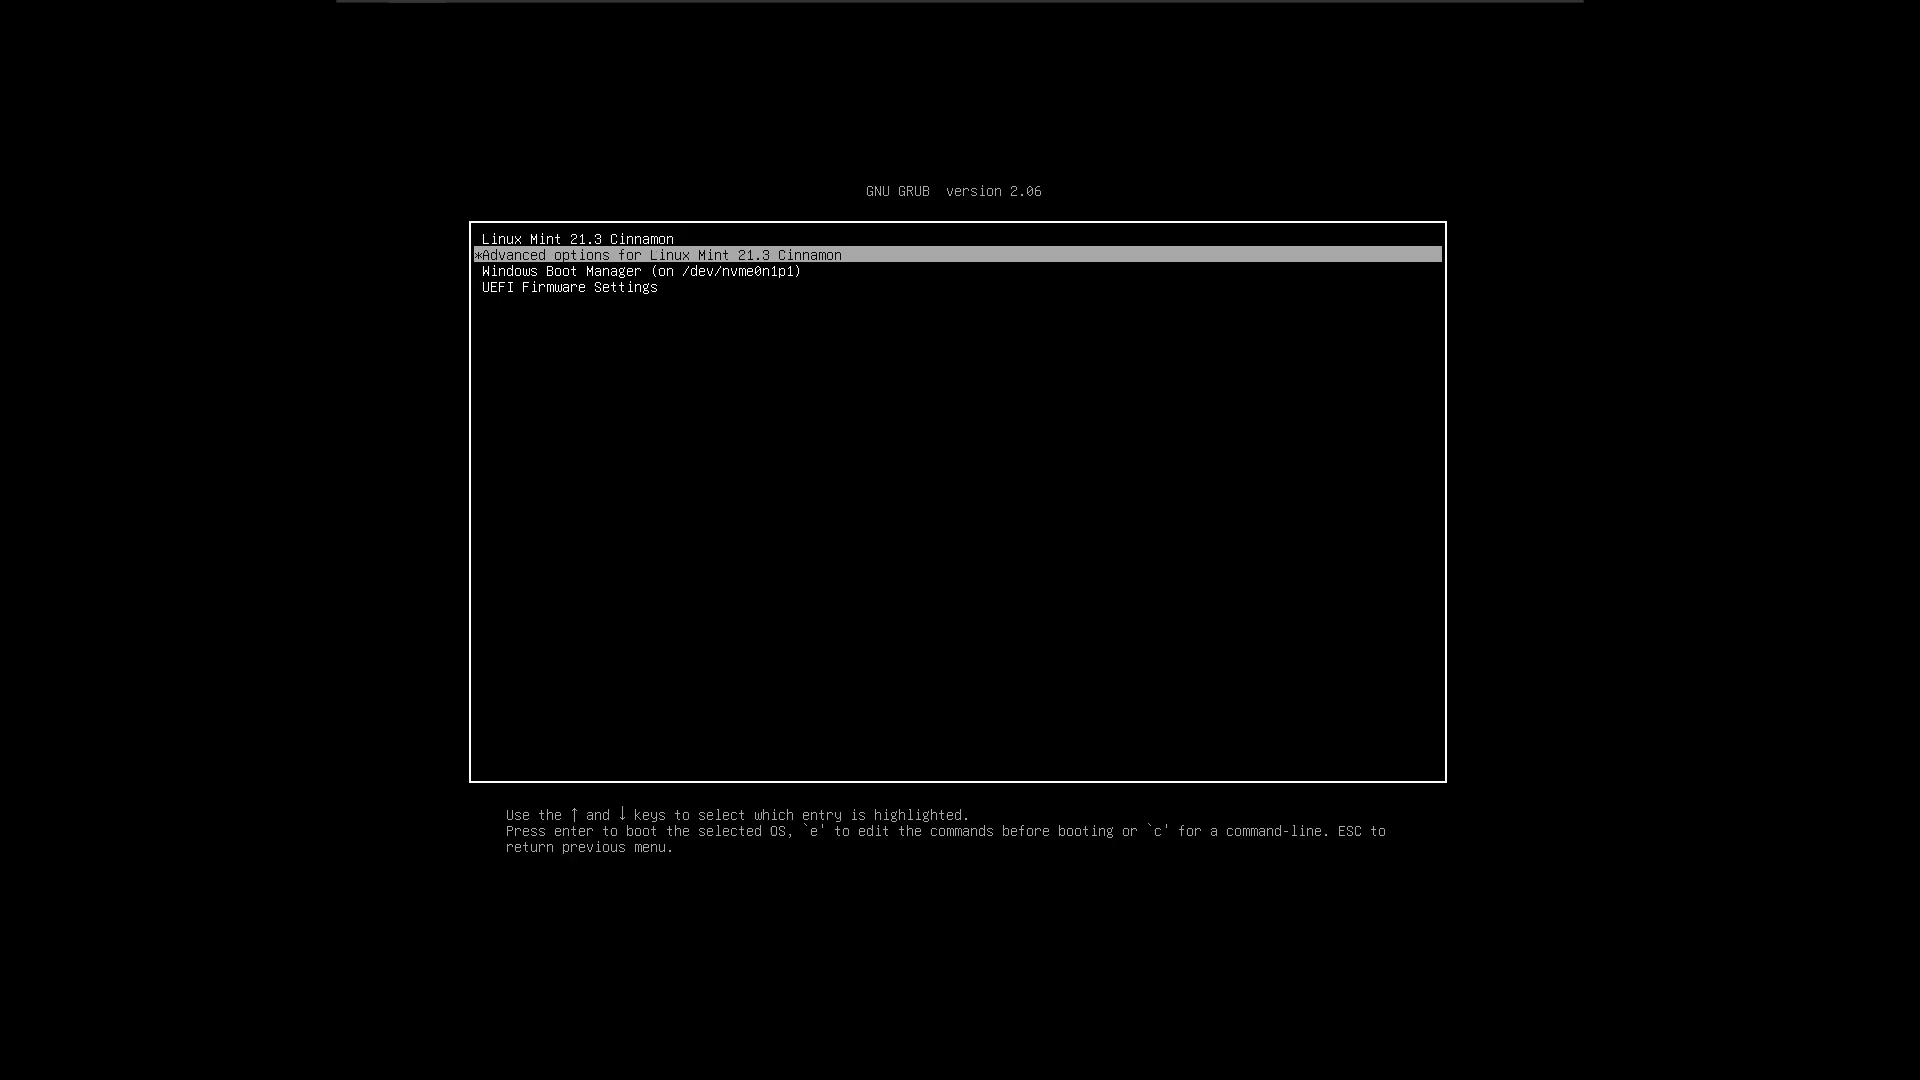 GNU GRUB  version 2.06
Linux Mint 21.3 Cinnamon
*Advanced options for Linux Mint 21.3 Cinnamon
Windows Boot Manager (on /dev/nvme0n1p1)
UEFI Firmware Settings
Use the ↑ and ↓ keys to select which entry is highlighted.
Press enter to boot the selected OS, `e' to edit the commands before booting or `c' for a command-line. ESC to
return previous menu.